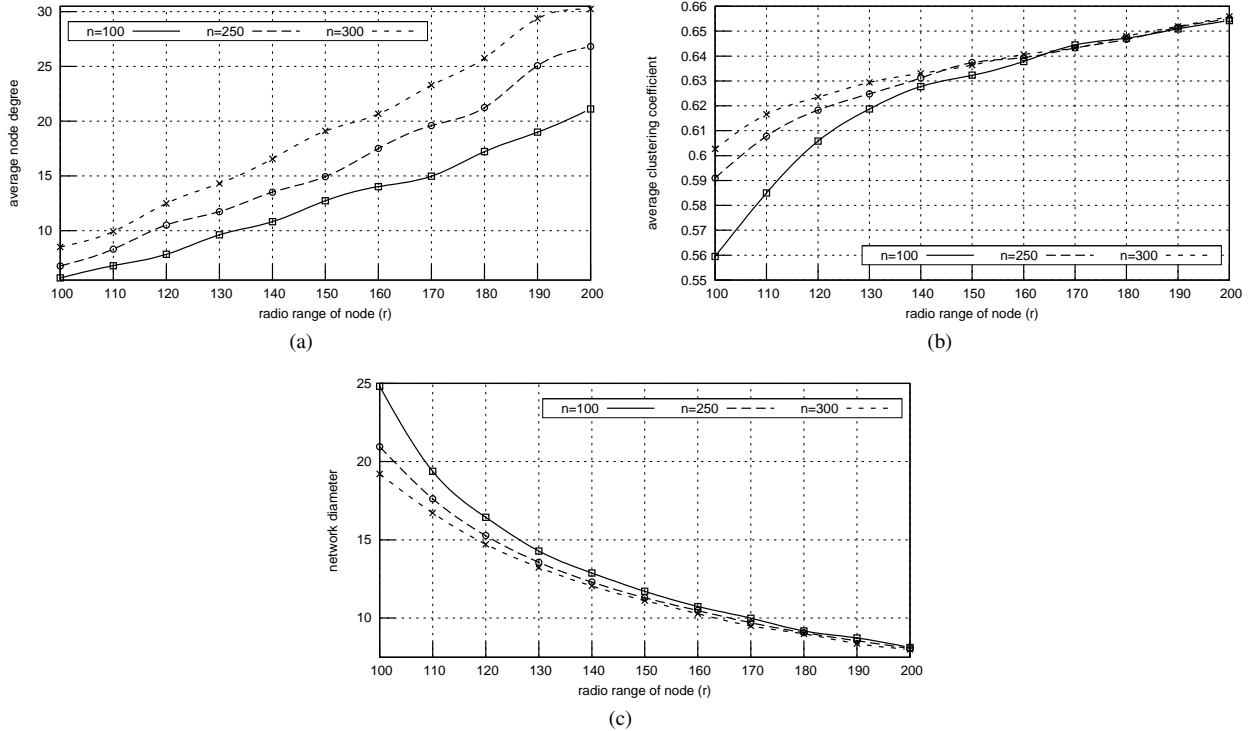 30
25
20
15
10
average node degree
n=100 n=250 n=300
100 110 120 130 140 150 160 170 180 190 200
radio range of node (r)
(a)
0.66
0.65
0.64
0.63
0.62
0.61
0.6
0.59
0.58
0.57
0.56
0.55
average clustering coefficient
n=100 n=250 n=300
100 110 120 130 140 150 160 170 180 190 200
radio range of node (r)
(b)
25
20
15
10
network diameter
n=100 n=250 n=300
100 110 120 130 140 150 160 170 180 190 200
radio range of node (r)
(c)